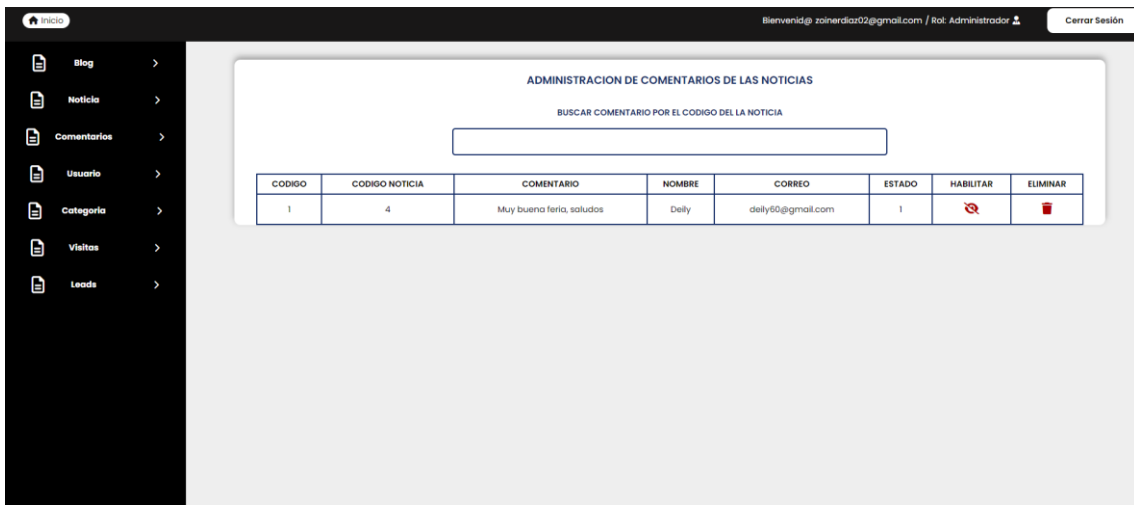 Inicio
Bienvenid@ zoinerdiaz02@gmail.com / Rol: Administrador
Cerrar Sesión
Blog
Noticia
Comentarios
Usuario
Categoria
Visitas
Leads
ADMINISTRACION DE COMENTARIOS DE LAS NOTICIAS
BUSCAR COMENTARIO POR EL CODIGO DEL LA NOTICIA
CODIGO CODIGO NOTICIA COMENTARIO NOMBRE CORREO ESTADO HABILITAR ELIMINAR
1 4 Muy buena feria, saludos Deily deily60@gmail.com 1